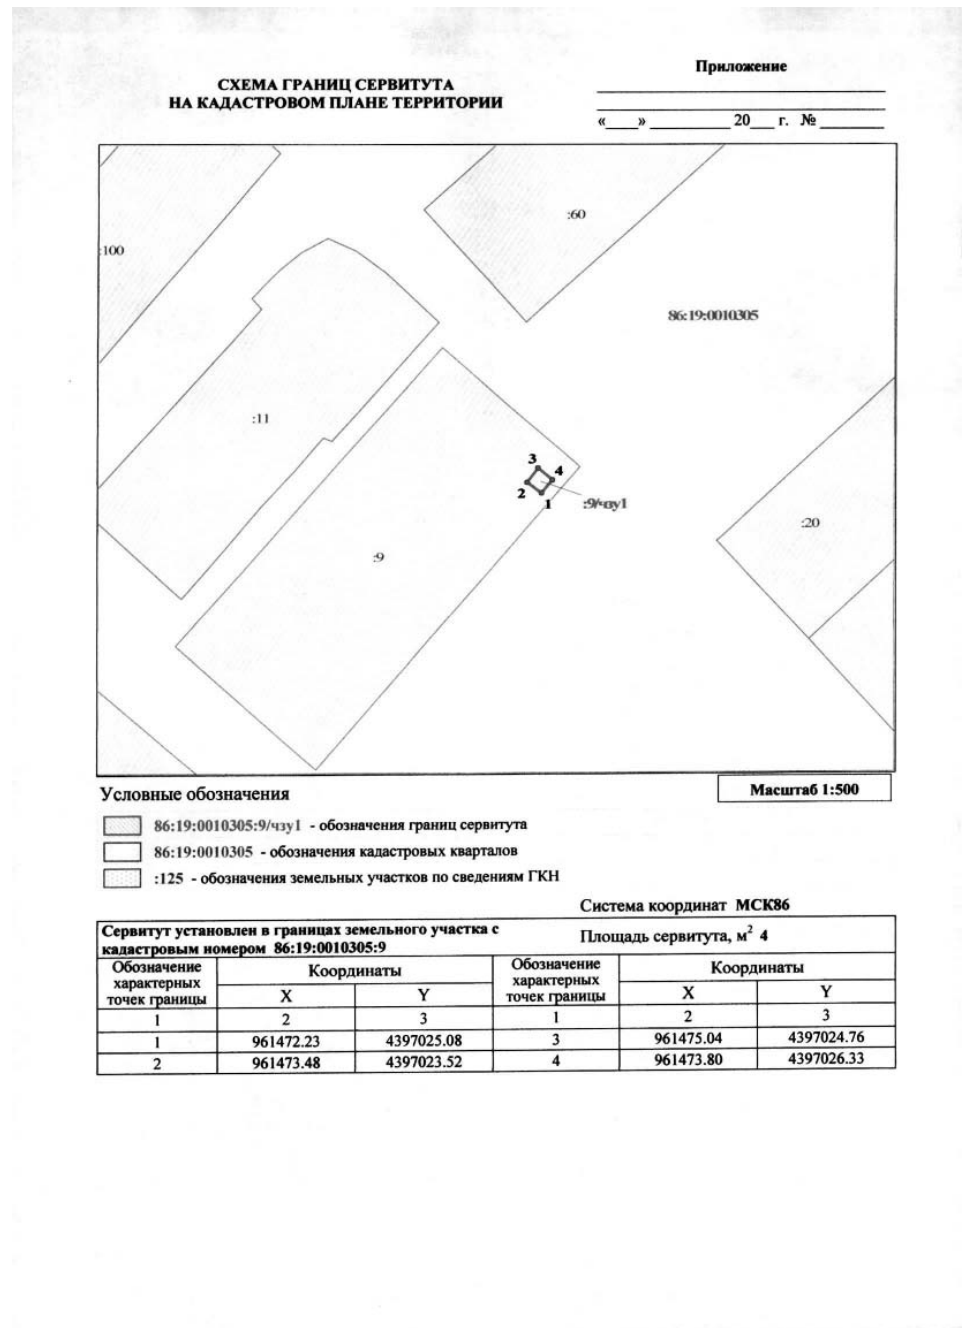 Приложение
СХЕМА ГРАНИЦ СЕРВИТУТА
НА КАДАСТРОВОМ ПЛАНЕ ТЕРРИТОРИИ
«____» __________ 20___ г. № ________
:100
:60
86:19:0010305
:11
3
4
2
1
:9/чзу1
:20
:9
Условные обозначения
Масштаб 1:500
86:19:0010305:9/чзу1 - обозначения границ сервитута
86:19:0010305 - обозначения кадастровых кварталов
:125 - обозначения земельных участков по сведениям ГКН
Система координат МСК86
Сервитут установлен в границах земельного участка с
кадастровым номером 86:19:0010305:9
Площадь сервитута, м² 4
Обозначение характерных точек границы Координаты Обозначение характерных точек границы Координаты
X Y X Y
1 2 3 1 2 3
1 961472.23 4397025.08 3 961475.04 4397024.76
2 961473.48 4397023.52 4 961473.80 4397026.33